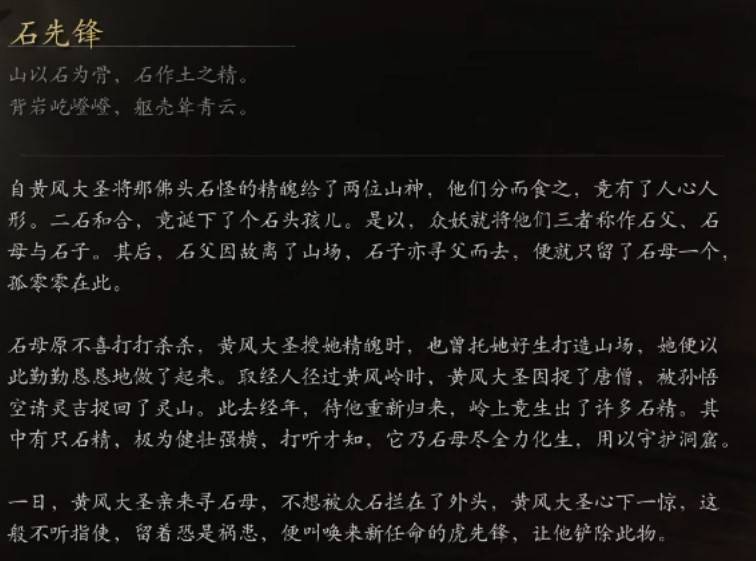 石先锋
山以石为骨，石作土之精。
背岩屹嶝嶝，躯壳耸青云。
自黄风大圣将那佛头石怪的精魄给了两位山神，他们分而食之，竟有了人心人
形。二石和合，竟诞下了个石头孩儿。是以，众妖就将他们三者称作石父、石
母与石子。其后，石父因故离了山场，石子亦寻父而去，便就只留了石母一个，
孤零零在此。
石母原不喜打打杀杀，黄风大圣授她精魄时，也曾托她好生打造山场，她便以
此勤勤恳恳地做了起来。取经人径过黄风岭时，黄风大圣因捉了唐僧，被孙悟
空请灵吉捉回了灵山。此去经年，待他重新归来，岭上竟生出了许多石精。其
中有只石精，极为健壮强横，打听才知，它乃石母尽全力化生，用以守护洞窟。
一日，黄风大圣亲来寻石母，不想被众石拦在了外头，黄风大圣心下一惊，这
般不听指使，留着恐是祸患，便叫唤来新任命的虎先锋，让他铲除此物。